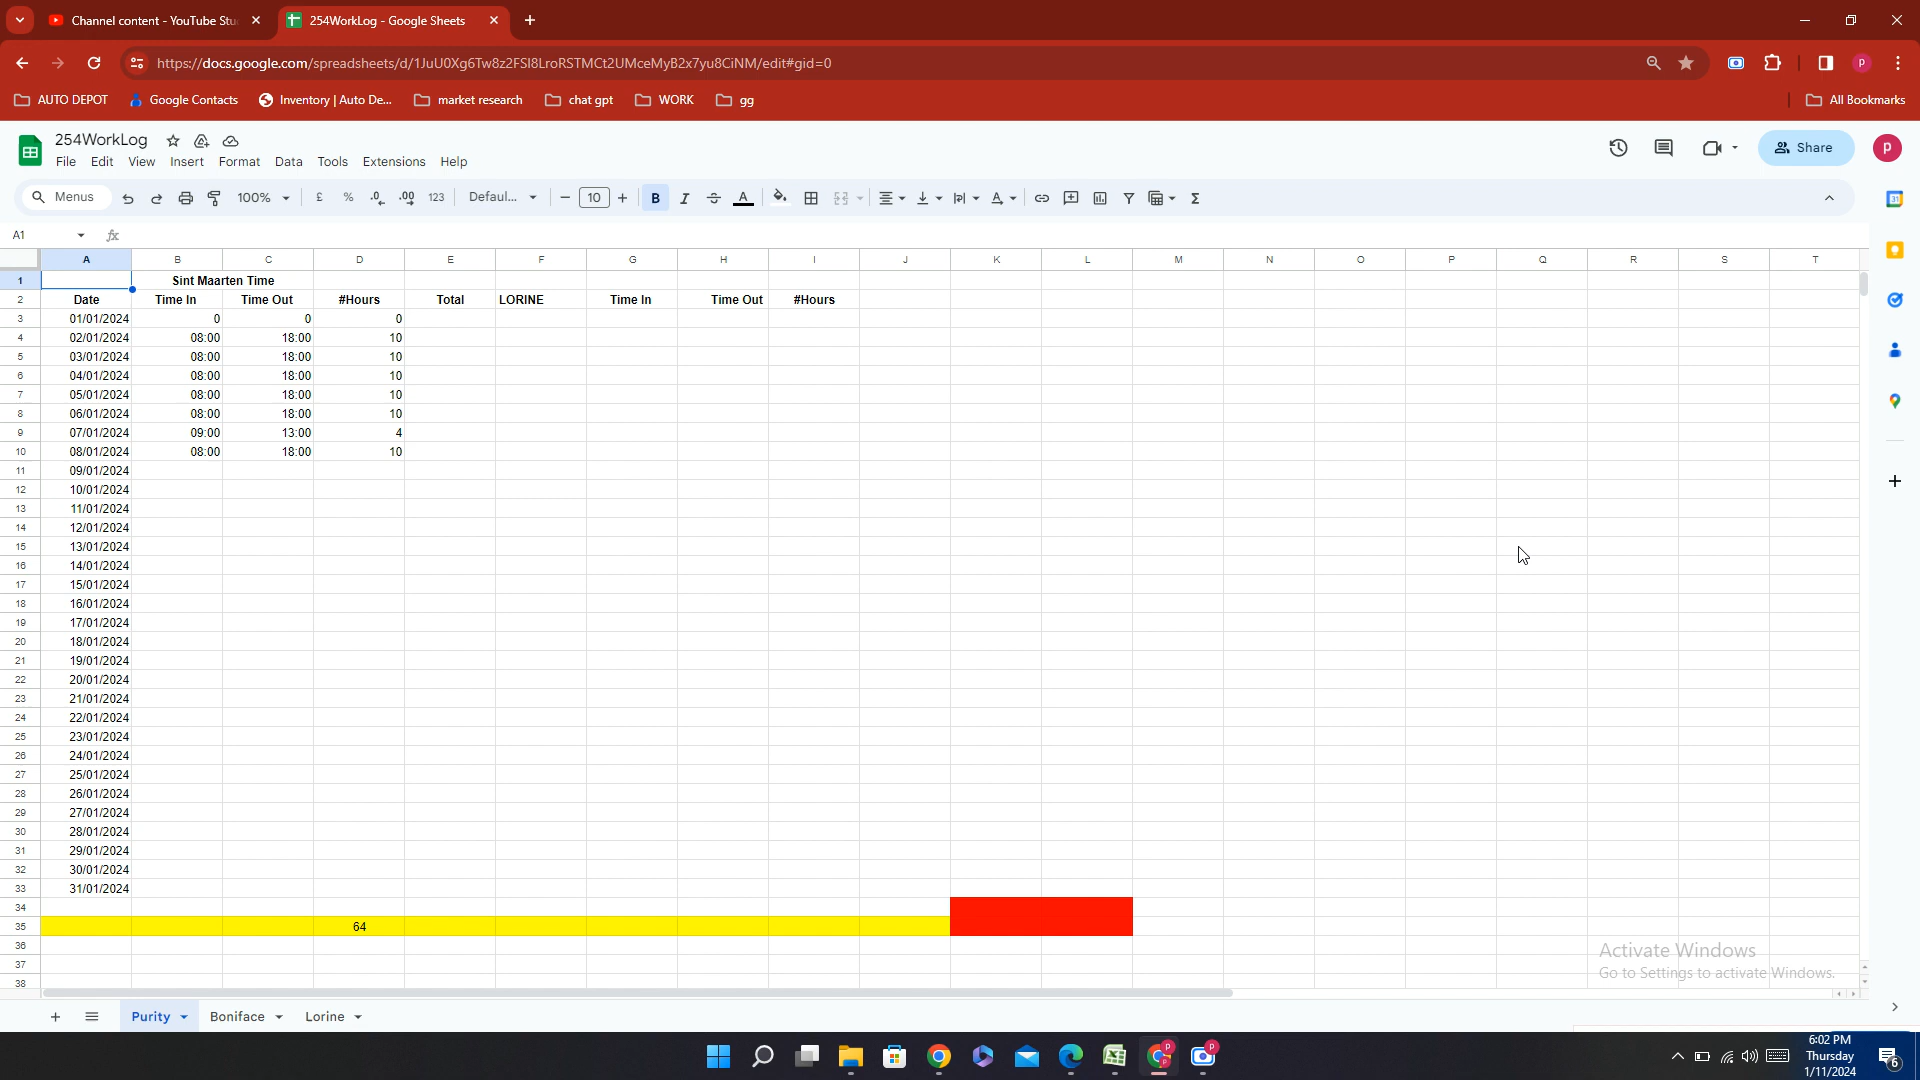 Channel content - YouTube Stu
254WorkLog - Google Sheets
https://docs.google.com/spreadsheets/d/1JuU0Xg6Tw8z2FSl8LroRSTMCt2UMceMyB2x7yu8CiNM/edit#gid=0
AUTO DEPOT Google Contacts Inventory | Auto De... market research chat gpt WORK gg All Bookmarks
254WorkLog
File Edit View Insert Format Data Tools Extensions Help
Share
P
Menus 100% £ % .0 .00 123 Defaul... 10 B I A Σ
A1 fx
A B C D E F G H I J K L M N O P Q R S T
1 Sint Maarten Time
2 Date Time In Time Out #Hours Total LORINE Time In Time Out #Hours
3 01/01/2024 0 0 0
4 02/01/2024 08:00 18:00 10
5 03/01/2024 08:00 18:00 10
6 04/01/2024 08:00 18:00 10
7 05/01/2024 08:00 18:00 10
8 06/01/2024 08:00 18:00 10
9 07/01/2024 09:00 13:00 4
10 08/01/2024 08:00 18:00 10
11 09/01/2024
12 10/01/2024
13 11/01/2024
14 12/01/2024
15 13/01/2024
16 14/01/2024
17 15/01/2024
18 16/01/2024
19 17/01/2024
20 18/01/2024
21 19/01/2024
22 20/01/2024
23 21/01/2024
24 22/01/2024
25 23/01/2024
26 24/01/2024
27 25/01/2024
28 26/01/2024
29 27/01/2024
30 28/01/2024
31 29/01/2024
32 30/01/2024
33 31/01/2024
34
35 64
36
37
38
Activate Windows
Go to Settings to activate Windows.
Purity Boniface Lorine
6:02 PM
Thursday
1/11/2024
6